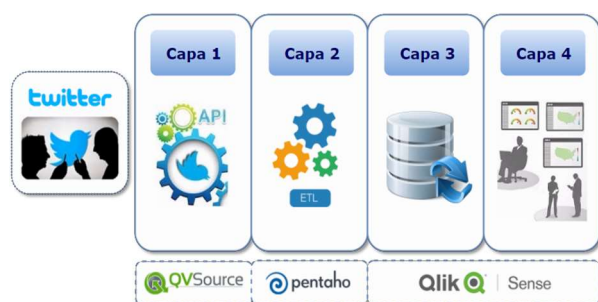 Capa 1
Capa 2
Capa 3
Capa 4
twitter
API
ETL
QVSource
pentaho
Qlik Sense